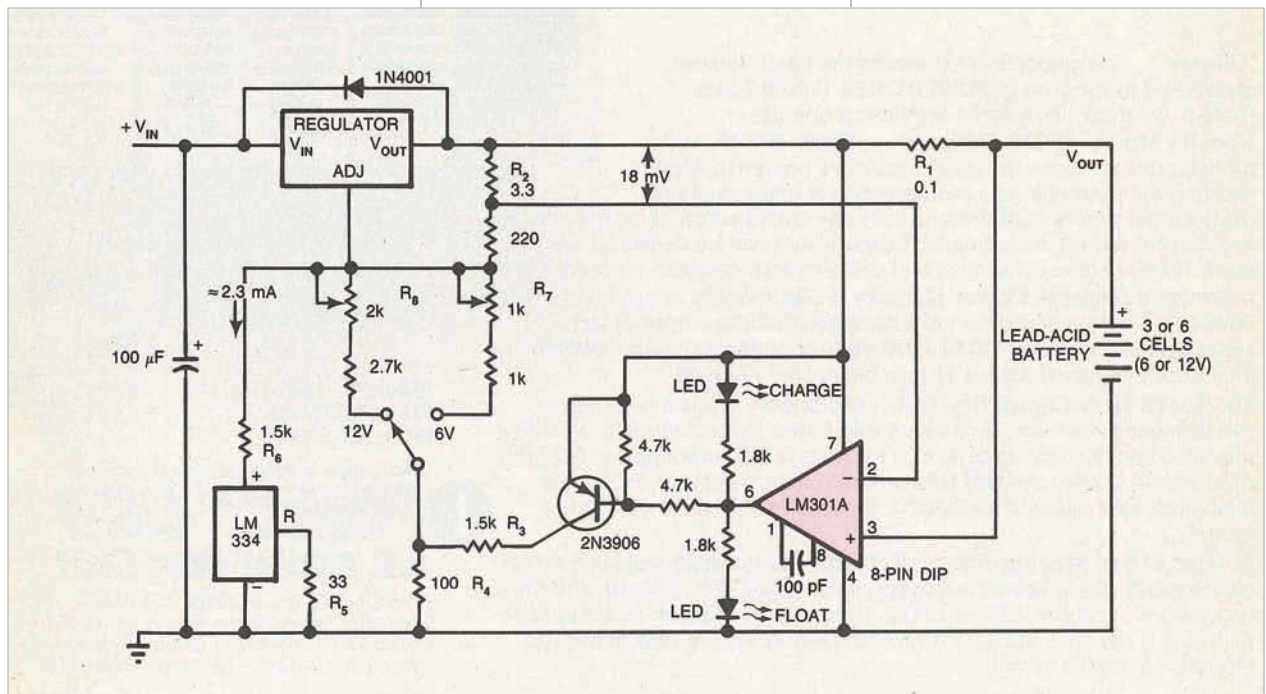 1N4001
+ V_IN
REGULATOR
V_IN
V_OUT
ADJ
R_2
3.3
18 mV
R_1
0.1
V_OUT
220
≈2.3 mA
R_8
2k
R_7
1k
100 µF
+
2.7k
1k
12V
6V
LED
CHARGE
+
LEAD-ACID
BATTERY
3 or 6
CELLS
(6 or 12V)
1.5k
R_6
4.7k
1.8k
7
2
−
6
4.7k
LM301A
+
LM
334
R
−
1.5k
R_3
2N3906
1.8k
1
8
3
+
100 pF
4
8-PIN DIP
33
R_5
100
R_4
LED
FLOAT